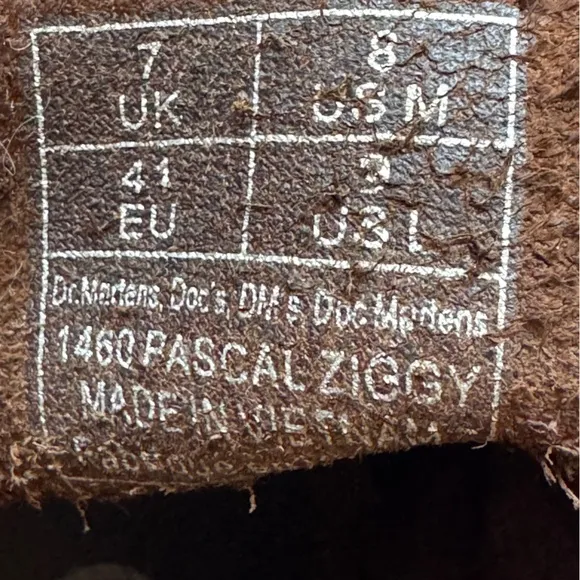 7 8
UK US M
41 9
EU US L
Dr.Martens, Doc's, DM's Doc Martens
1460 PASCAL ZIGGY
MADE IN VIETNAM